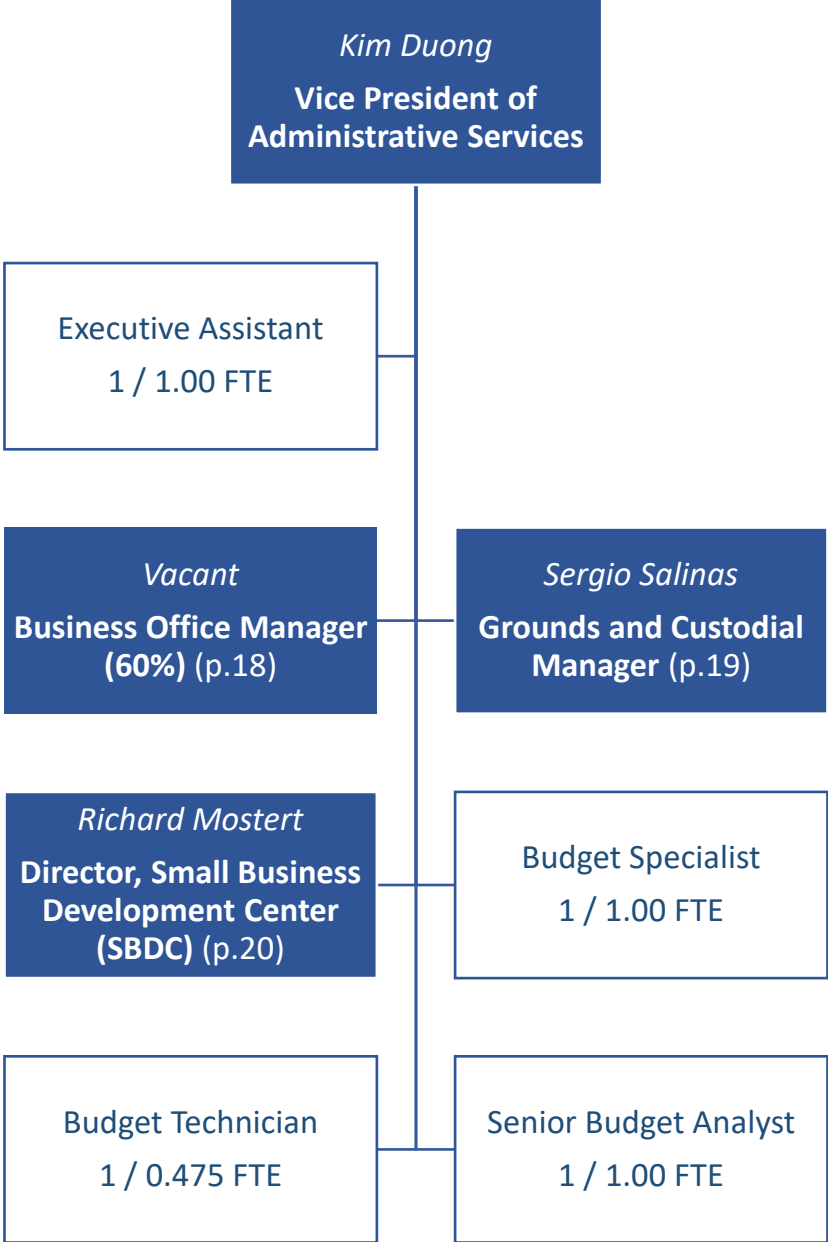 Kim Duong
Vice President of
Administrative Services
Executive Assistant
1 / 1.00 FTE
Vacant
Business Office Manager
(60%) (p.18)
Sergio Salinas
Grounds and Custodial
Manager (p.19)
Richard Mostert
Director, Small Business
Development Center
(SBDC) (p.20)
Budget Specialist
1 / 1.00 FTE
Budget Technician
1 / 0.475 FTE
Senior Budget Analyst
1 / 1.00 FTE